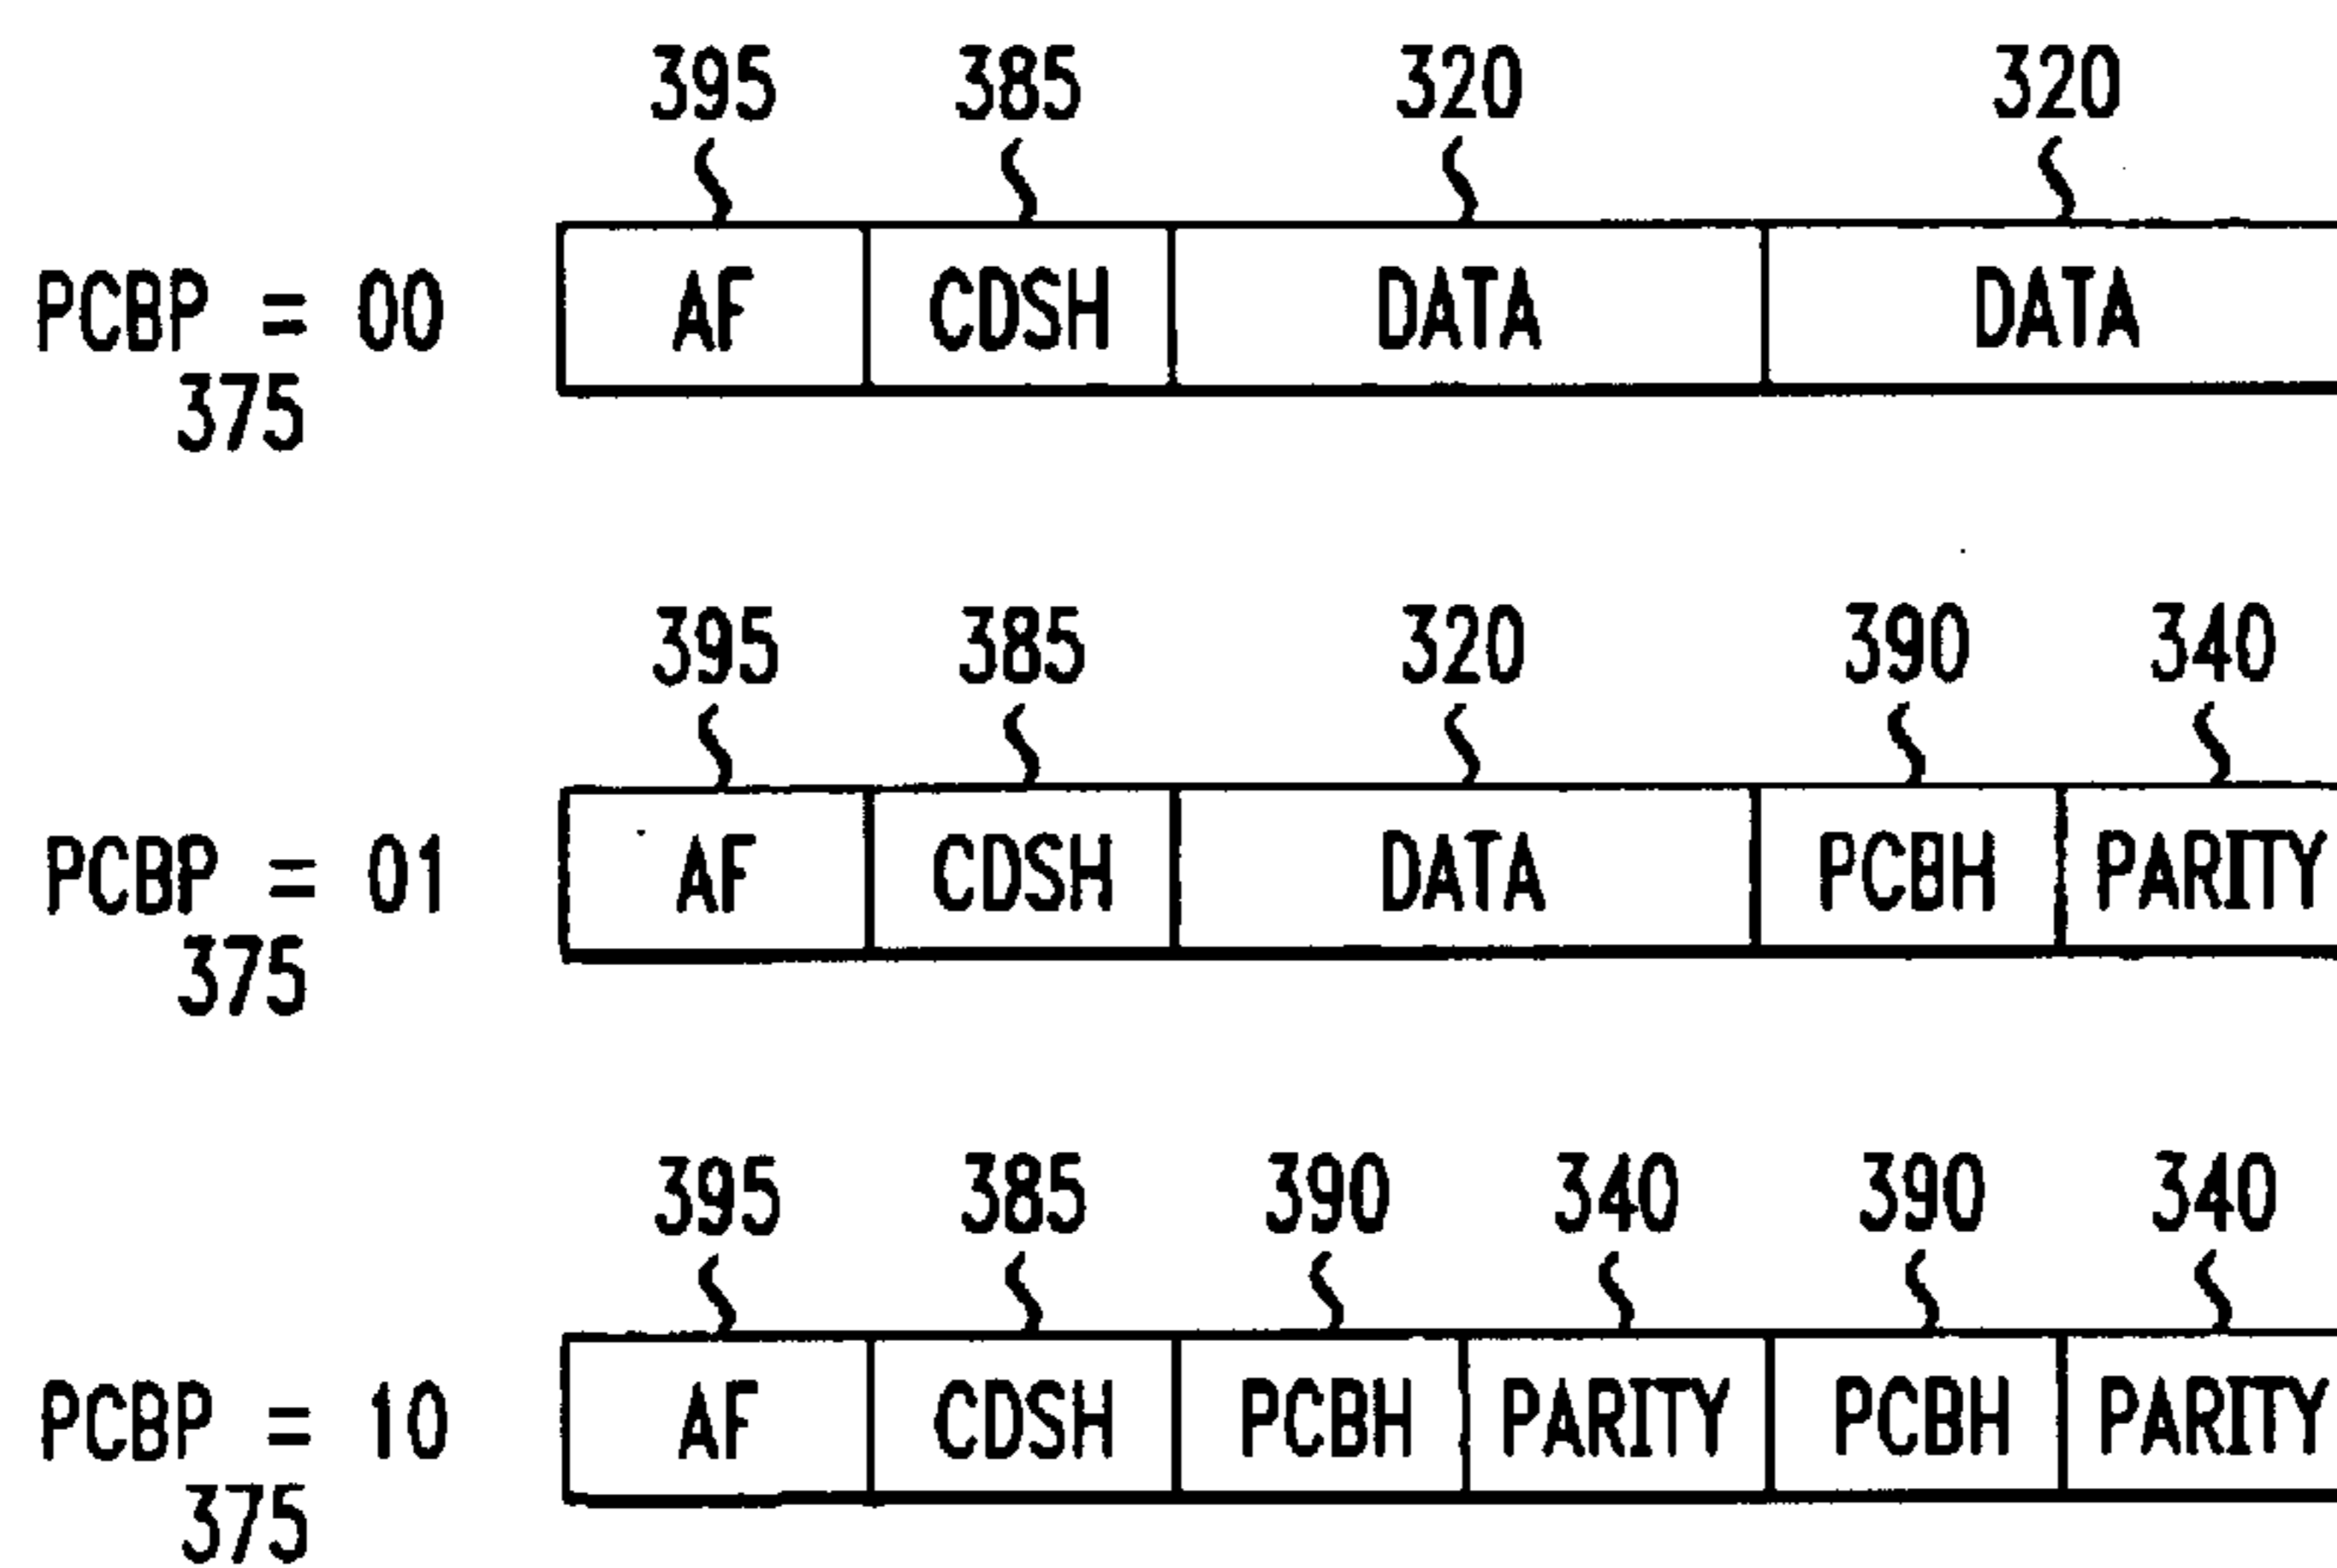 395 385 320 320
PCBP = 00 AF CDSH DATA DATA
375
395 385 320 390 340
PCBP = 01 AF CDSH DATA PCBH PARITY
375
395 385 390 340 390 340
PCBP = 10 AF CDSH PCBH PARITY PCBH PARITY
375